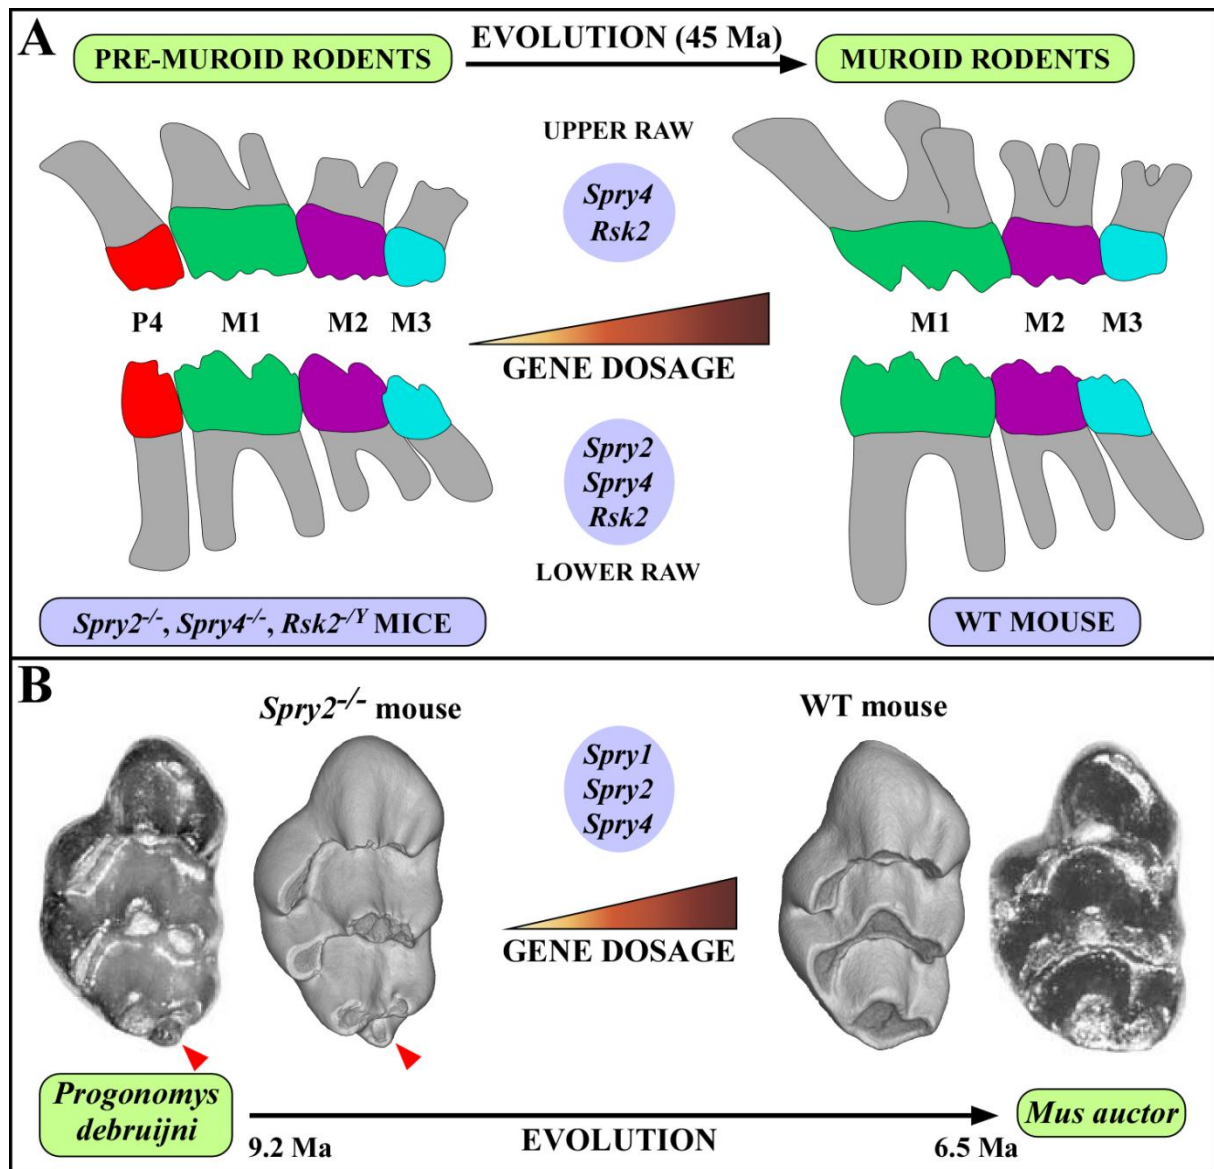 A
PRE-MUROID RODENTS
EVOLUTION (45 Ma)
MUROID RODENTS
UPPER RAW
Spry4
Rsk2
P4 M1 M2 M3
M1 M2 M3
GENE DOSAGE
Spry2
Spry4
Rsk2
LOWER RAW
Spry2-/-, Spry4-/-, Rsk2-/Y MICE
WT MOUSE
B
Spry2-/- mouse
WT mouse
Spry1
Spry2
Spry4
GENE DOSAGE
Progonomys
debruijni
9.2 Ma
EVOLUTION
6.5 Ma
Mus auctor